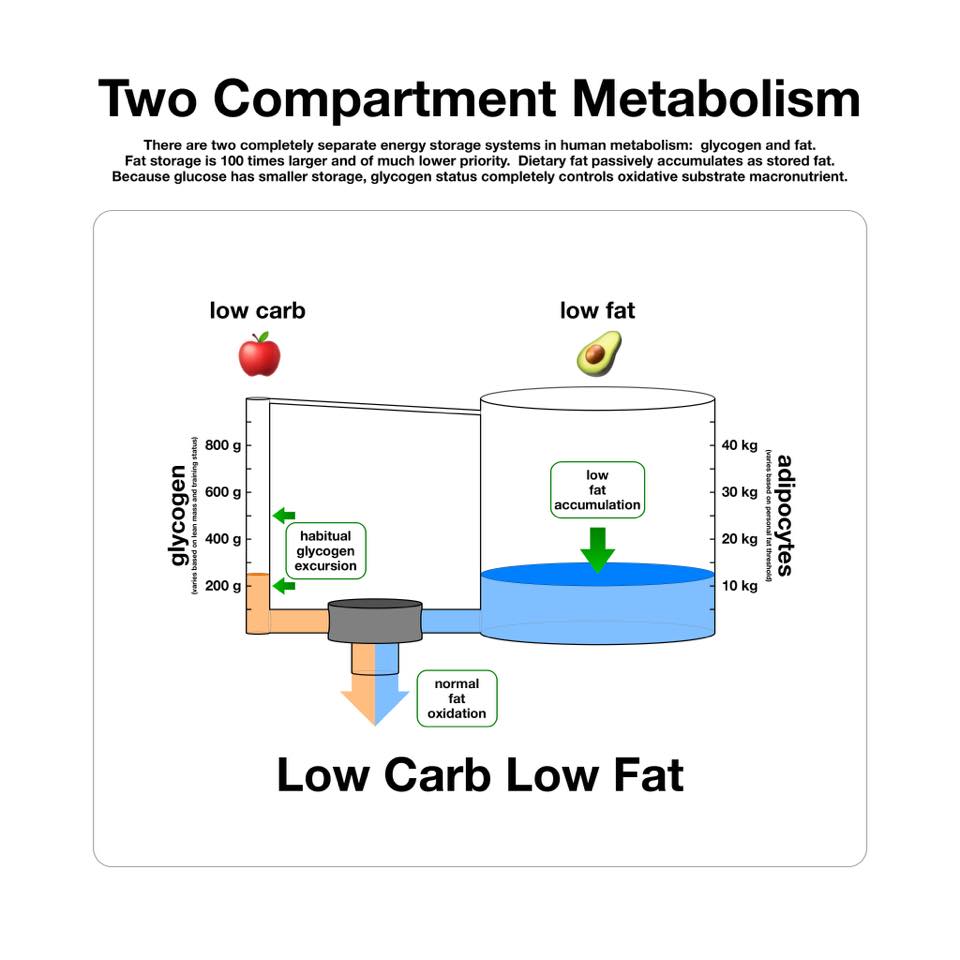 Two Compartment Metabolism
There are two completely separate energy storage systems in human metabolism:  glycogen and fat.
Fat storage is 100 times larger and of much lower priority.  Dietary fat passively accumulates as stored fat.
Because glucose has smaller storage, glycogen status completely controls oxidative substrate macronutrient.
low carb
low fat
glycogen
(varies based on lean mass and training status)
800 g
600 g
400 g
200 g
habitual
glycogen
excursion
low
fat
accumulation
40 kg
30 kg
20 kg
10 kg
adipocytes
(varies based on personal fat threshold)
normal
fat
oxidation
Low Carb Low Fat